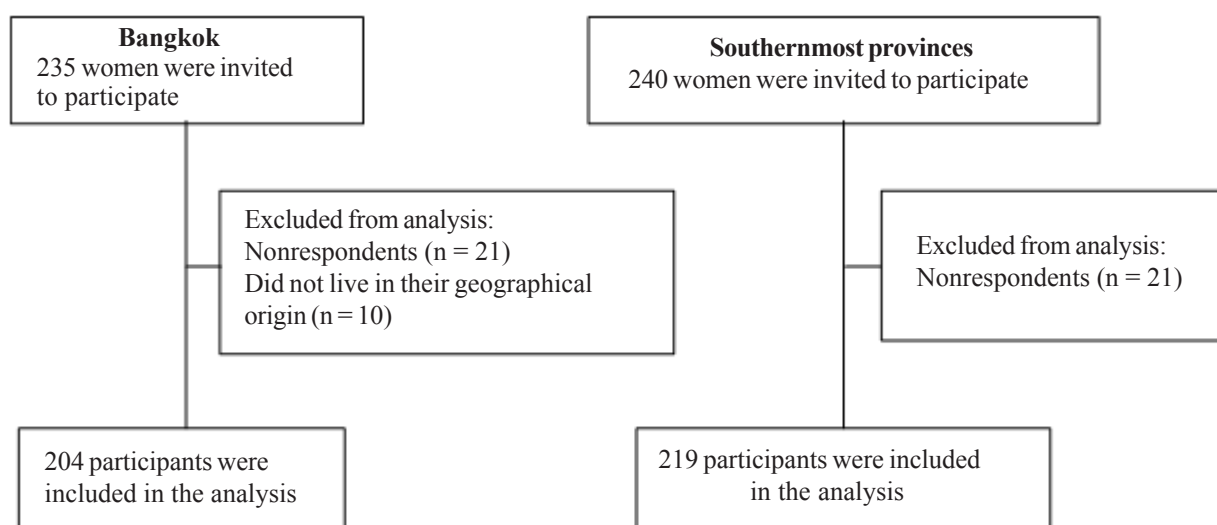 Bangkok
235 women were invited
to participate
Southernmost provinces
240 women were invited to participate
Excluded from analysis:
Nonrespondents (n = 21)
Did not live in their geographical
origin (n = 10)
Excluded from analysis:
Nonrespondents (n = 21)
204 participants were
included in the analysis
219 participants were included
in the analysis